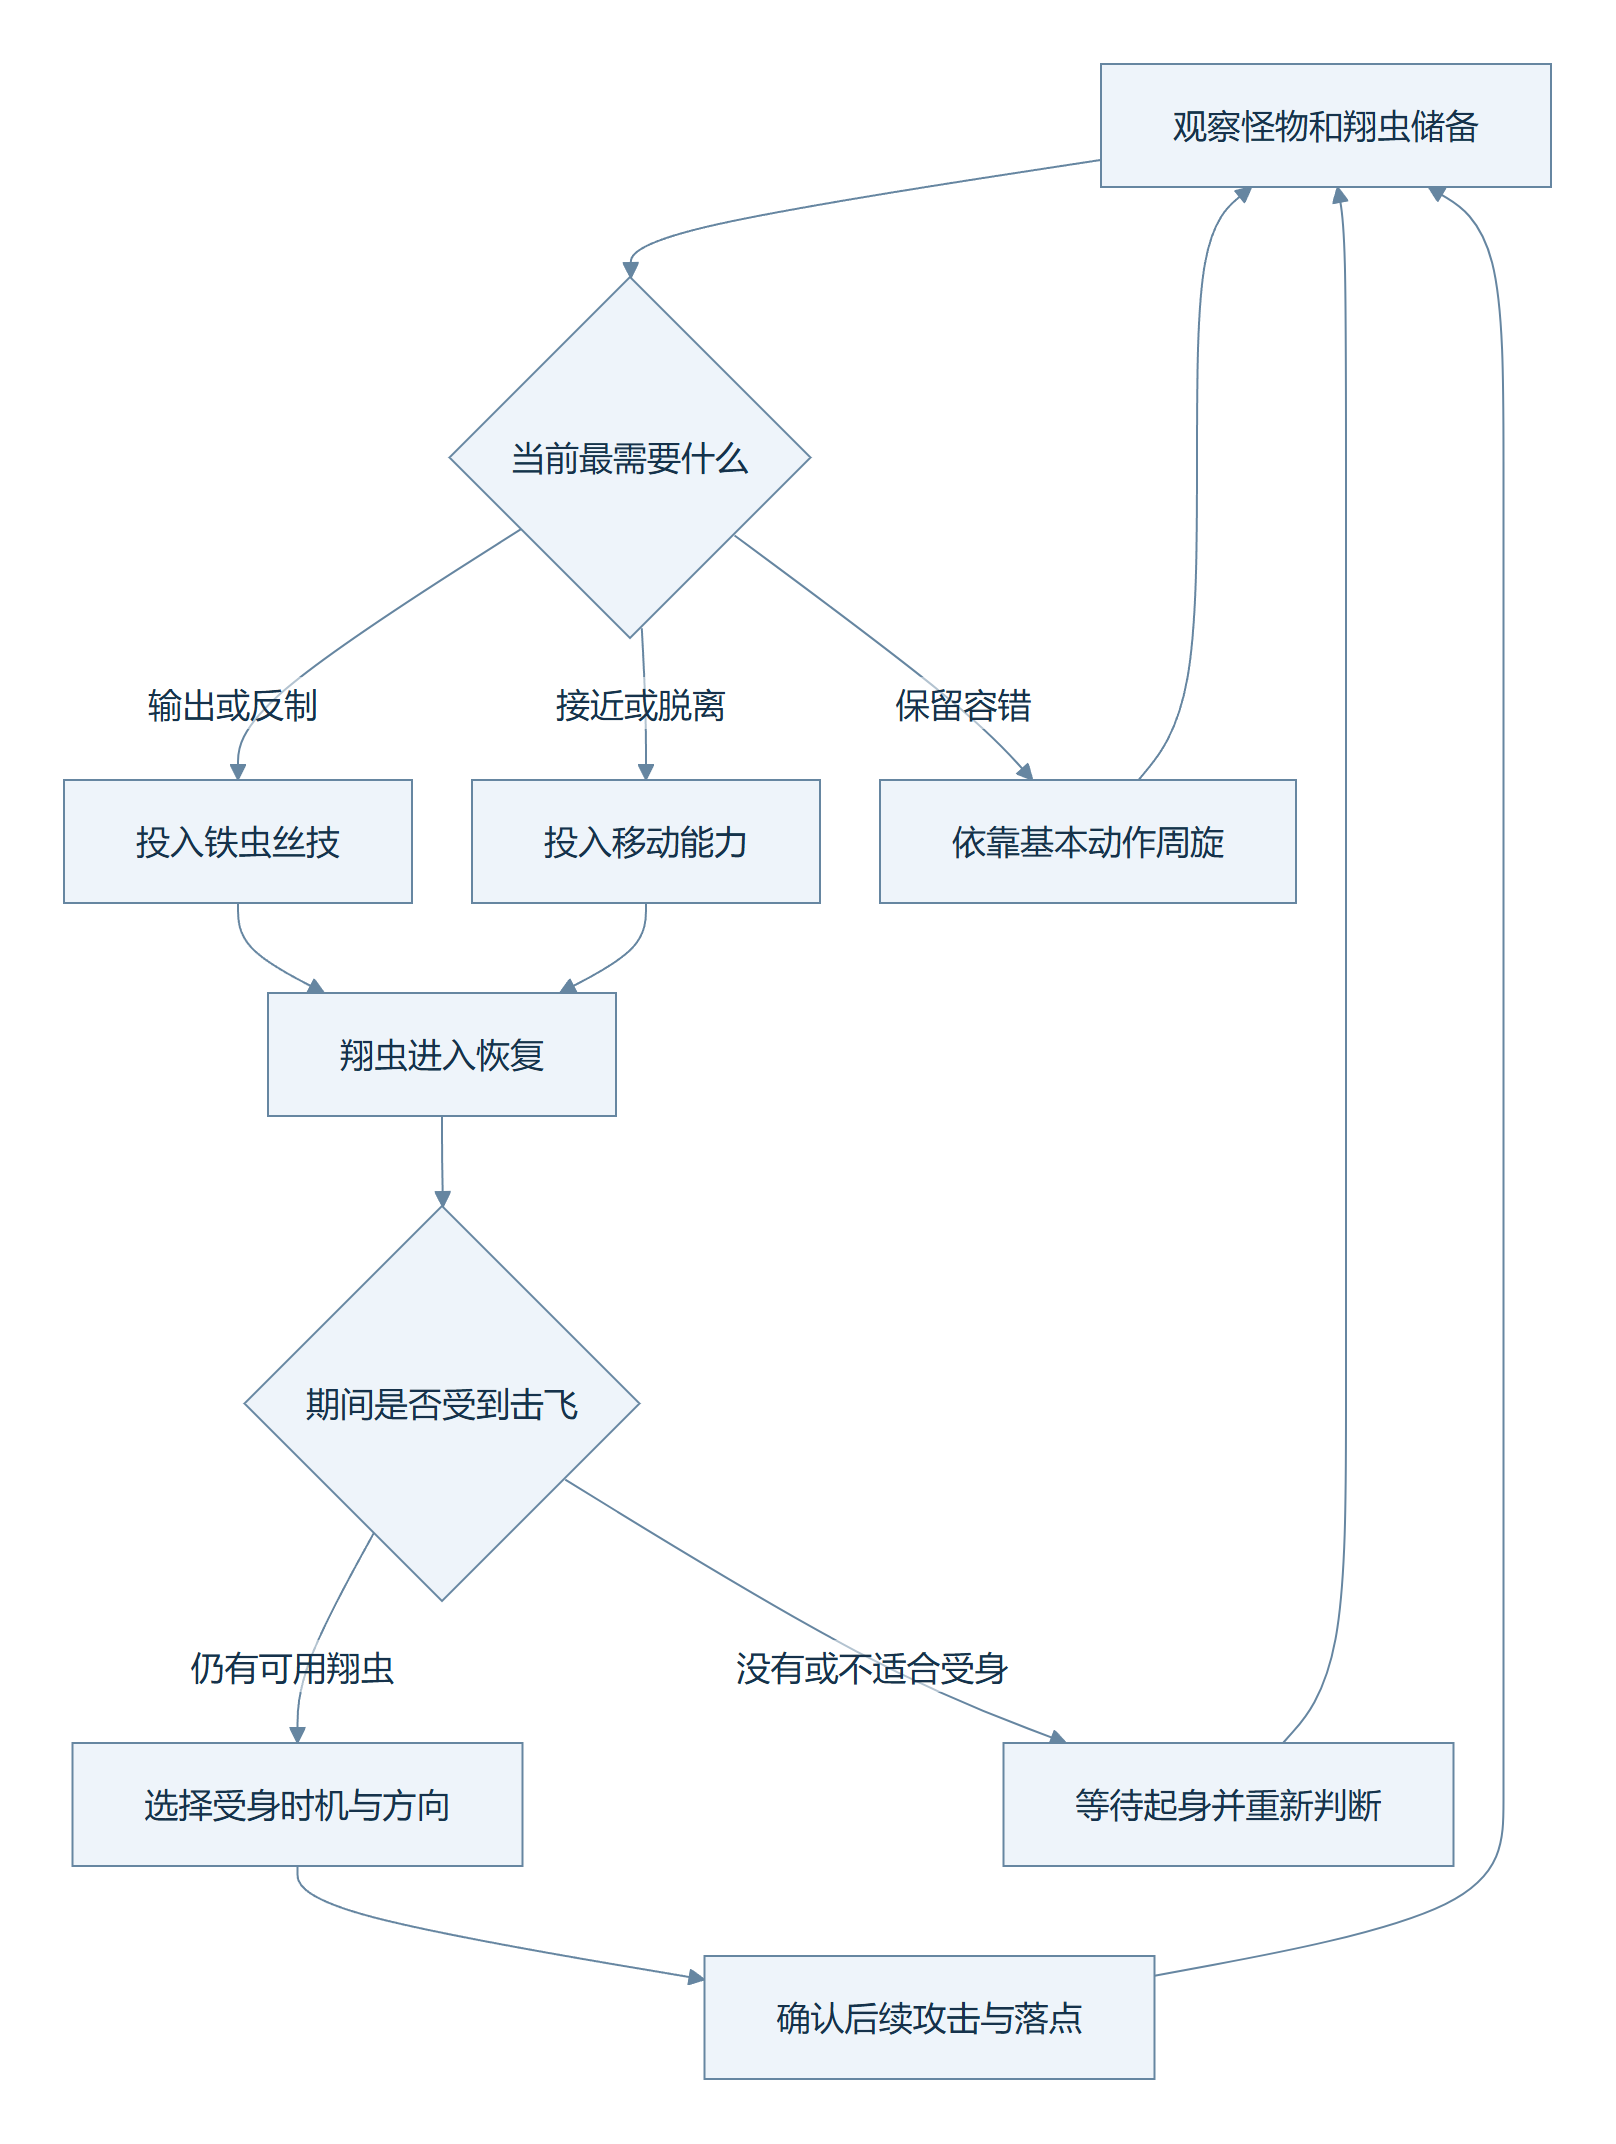 观察怪物和翔虫储备
当前最需要什么
输出或反制
接近或脱离
保留容错
投入铁虫丝技
投入移动能力
依靠基本动作周旋
翔虫进入恢复
期间是否受到击飞
仍有可用翔虫
没有或不适合受身
选择受身时机与方向
等待起身并重新判断
确认后续攻击与落点